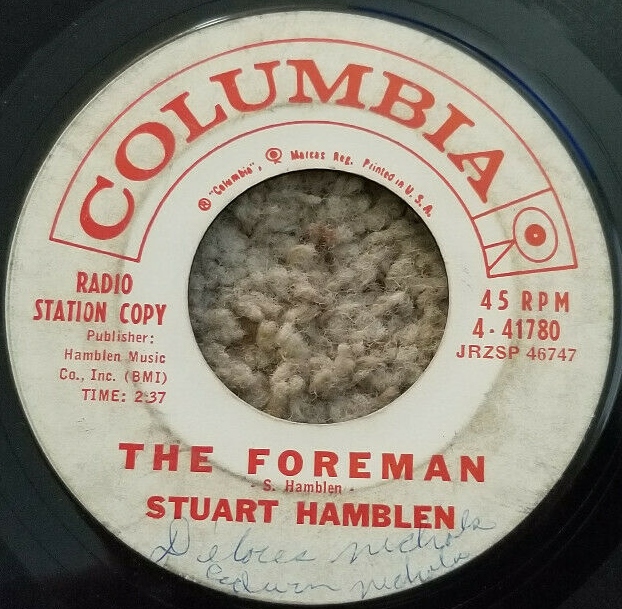 COLUMBIA
® "Columbia", Marcas Reg. Printed in U.S.A.
RADIO
STATION COPY
Publisher:
Hamblen Music
Co., Inc. (BMI)
TIME: 2:37
45 RPM
4-41780
JRZSP 46747
THE FOREMAN
- S. Hamblen -
STUART HAMBLEN
Delores Nichols
Edwin Nichols